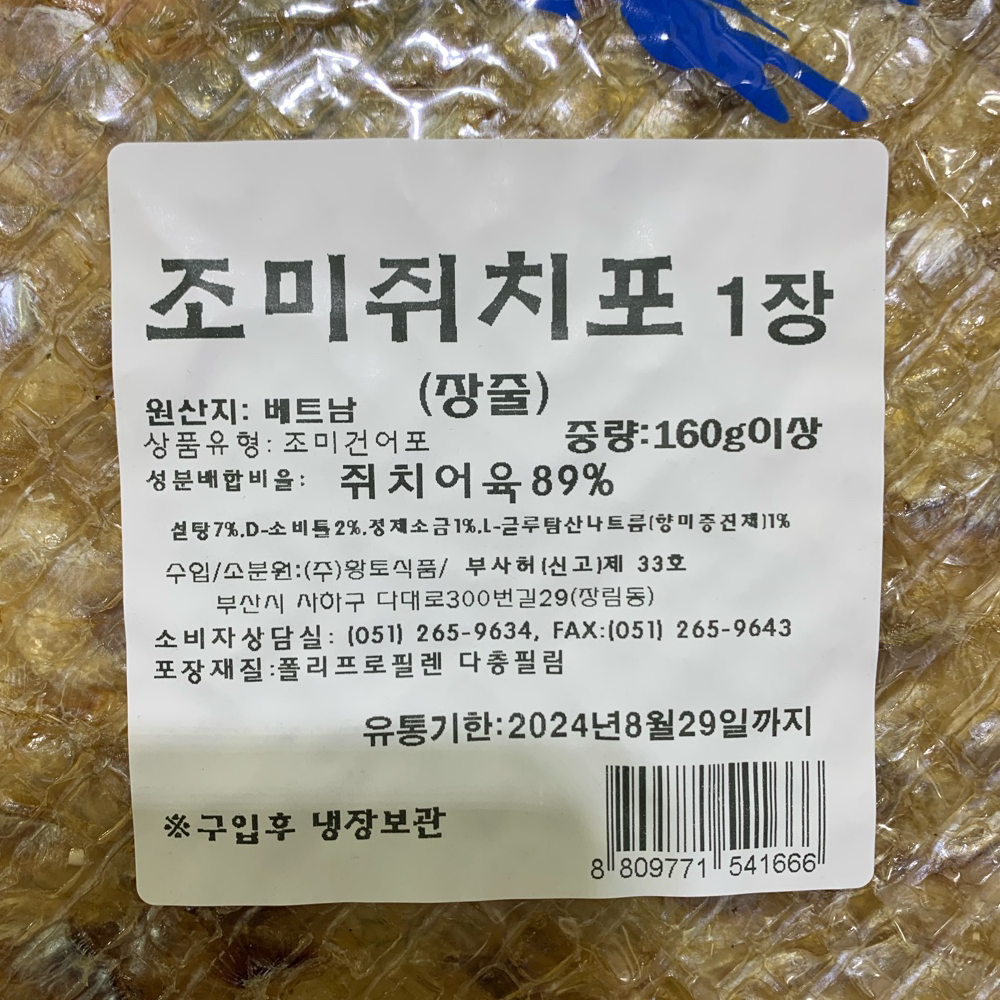 조미쥐치포 1장
(장줄)
원산지: 베트남
상품유형: 조미건어포
중량:160g이상
성분배합비율: 쥐치어육89%
설탕7%,D-소비톨2%,정제소금1%,L-글루탐산나트륨(향미증진제)1%
수입/소분원:(주)황토식품/ 부사허(신고)제 33호
부산시 사하구 다대로300번길29(장림동)
소비자상담실: (051) 265-9634, FAX:(051) 265-9643
포장재질:폴리프로필렌 다층필림
유통기한:2024년8월29일까지
※구입후 냉장보관
8 809771 541666